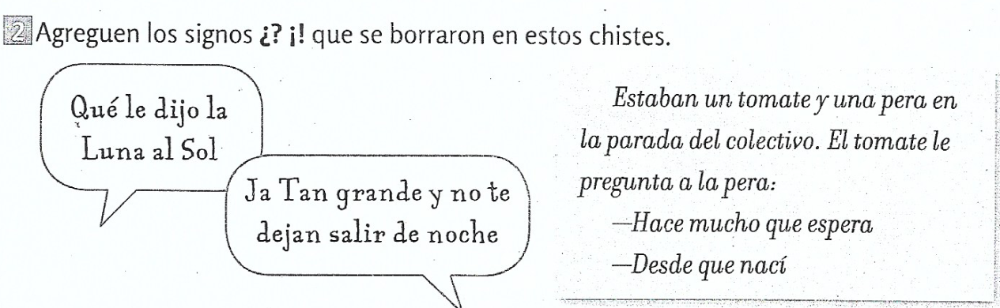 2 Agreguen los signos ¿? ¡! que se borraron en estos chistes.
Qué le dijo la
Luna al Sol
Ja Tan grande y no te
dejan salir de noche
Estaban un tomate y una pera en
la parada del colectivo. El tomate le
pregunta a la pera:
—Hace mucho que espera
—Desde que nací